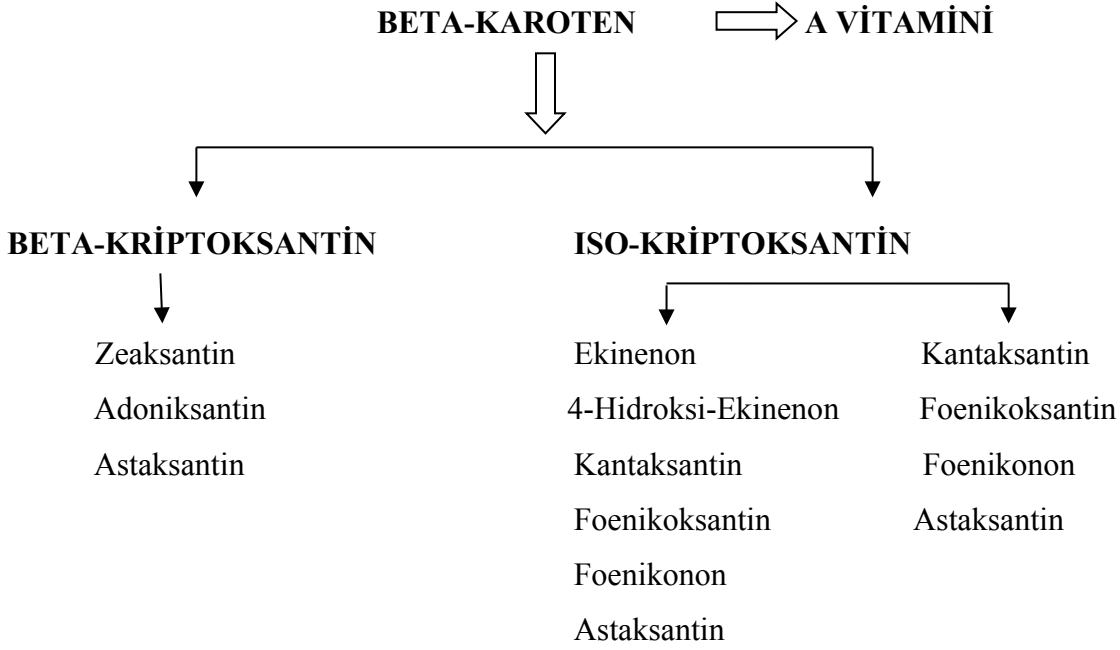 BETA-KAROTEN A VİTAMİNİ
BETA-KRİPTOKSANTİN ISO-KRİPTOKSANTİN
Zeaksantin Ekinenon Kantaksantin
Adoniksantin 4-Hidroksi-Ekinenon Foenikoksantin
Astaksantin Kantaksantin Foenikonon
Foenikoksantin Astaksantin
Foenikonon
Astaksantin